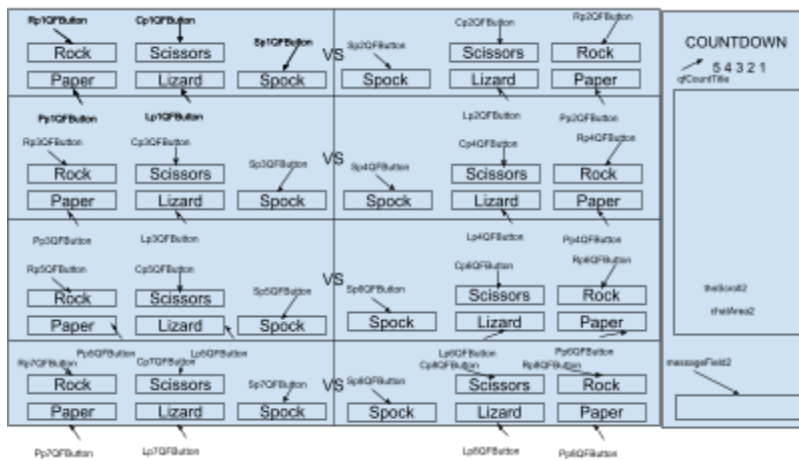 Rp1QFButton Cp1QFButton Cp2QFButton Rp2QFButton
Sp1QFButton Sp2QFButton
Rock Scissors VS Scissors Rock COUNTDOWN
5 4 3 2 1
Paper Lizard Spock Spock Lizard Paper qfCountTitle
Pp1QFButton Lp1QFButton Lp2QFButton Pp2QFButton
Rp3QFButton Cp3QFButton Cp4QFButton Rp4QFButton
Sp3QFButton VS Sp4QFButton
Rock Scissors Scissors Rock
Paper Lizard Spock Spock Lizard Paper
Pp3QFButton Lp3QFButton Lp4QFButton Pp4QFButton
Rp5QFButton Cp5QFButton Cp6QFButton Rp6QFButton
Sp5QFButton VS Sp6QFButton
Rock Scissors Scissors Rock theScroll2
chatArea2
Paper Lizard Spock Spock Lizard Paper
Pp5QFButton Lp5QFButton Lp6QFButton Pp6QFButton
Rp7QFButton Cp7QFButton Cp8QFButton Rp8QFButton messageField2
Sp7QFButton VS Sp8QFButton
Rock Scissors Scissors Rock
Paper Lizard Spock Spock Lizard Paper
Pp7QFButton Lp7QFButton Lp8QFButton Pp8QFButton